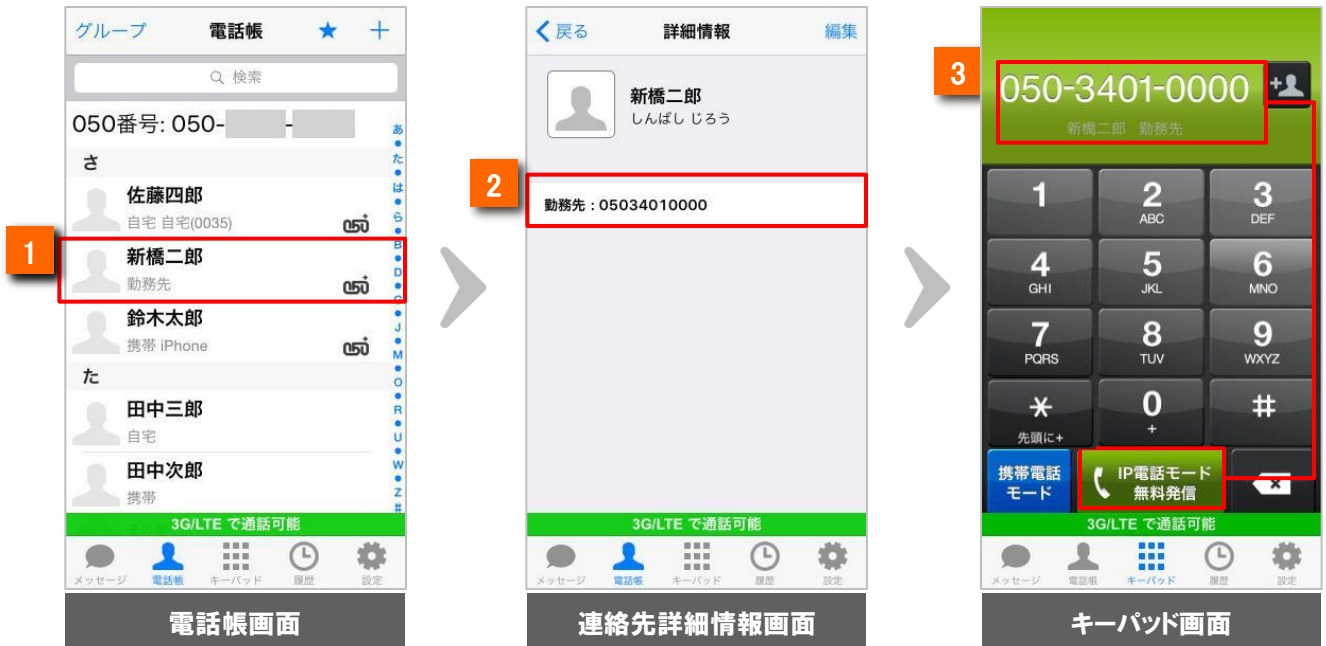 グループ
電話帳
★
+
検索
050番号: 050-
-
さ
佐藤四郎
自宅 自宅(0035)
050+
1
新橋二郎
勤務先
050+
鈴木太郎
携帯 iPhone
050+
た
田中三郎
自宅
田中次郎
携帯
あ
た
は
ら
B
D
G
J
M
O
R
U
W
Z
#
3G/LTE で通話可能
メッセージ
電話帳
キーパッド
履歴
設定
電話帳画面
戻る
詳細情報
編集
新橋二郎
しんばし じろう
2
勤務先 : 05034010000
3G/LTE で通話可能
メッセージ
電話帳
キーパッド
履歴
設定
連絡先詳細情報画面
3
050-3401-0000
新橋二郎 勤務先
1
2
ABC
3
DEF
4
GHI
5
JKL
6
MNO
7
PQRS
8
TUV
9
WXYZ
*
先頭に+
0
+
#
携帯電話
モード
IP電話モード
無料発信
3G/LTE で通話可能
メッセージ
電話帳
キーパッド
履歴
設定
キーパッド画面